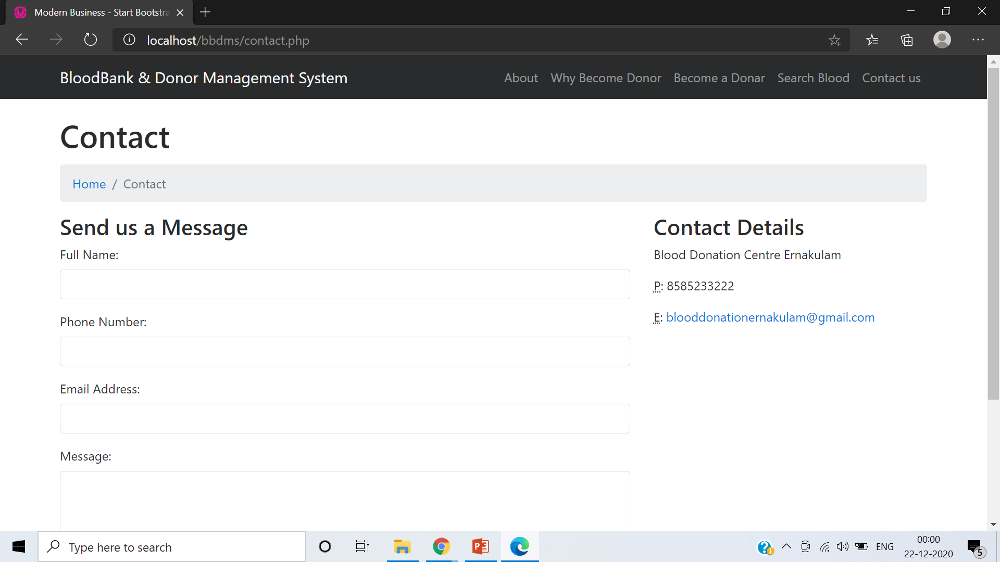 Modern Business - Start Bootstra
localhost/bbdms/contact.php
BloodBank & Donor Management System
About Why Become Donor Become a Donar Search Blood Contact us
Contact
Home / Contact
Send us a Message
Full Name:
Phone Number:
Email Address:
Message:
Contact Details
Blood Donation Centre Ernakulam
P: 8585233222
E: blooddonationernakulam@gmail.com
Type here to search
ENG
00:00
22-12-2020
5